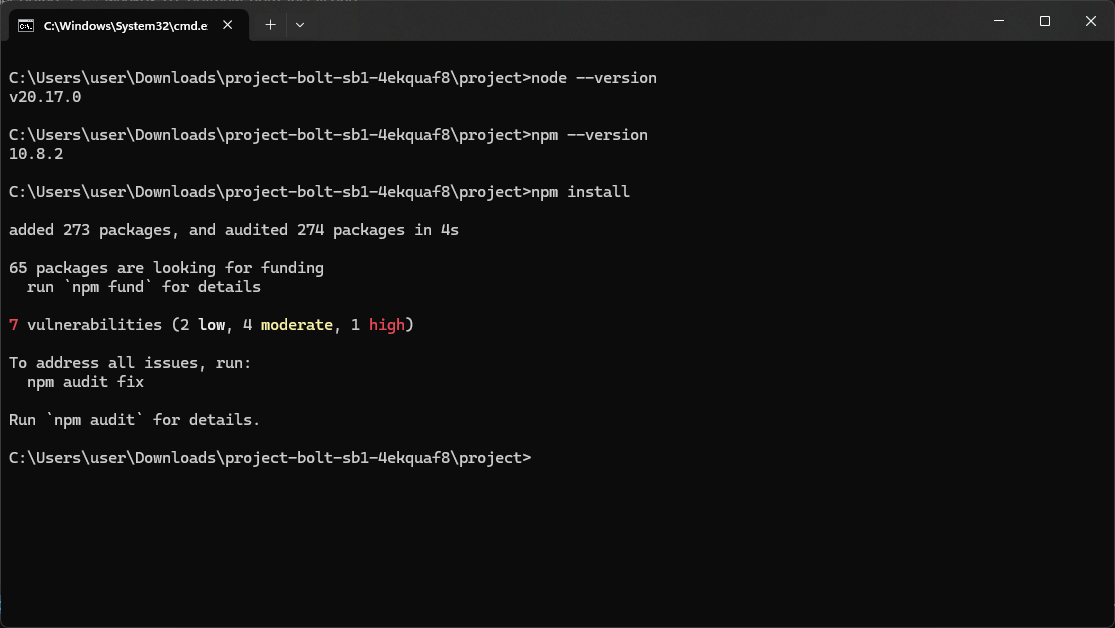 C:\Windows\System32\cmd.e
C:\Users\user\Downloads\project-bolt-sb1-4ekquaf8\project>node --version
v20.17.0
C:\Users\user\Downloads\project-bolt-sb1-4ekquaf8\project>npm --version
10.8.2
C:\Users\user\Downloads\project-bolt-sb1-4ekquaf8\project>npm install
added 273 packages, and audited 274 packages in 4s
65 packages are looking for funding
run `npm fund` for details
7 vulnerabilities (2 low, 4 moderate, 1 high)
To address all issues, run:
npm audit fix
Run `npm audit` for details.
C:\Users\user\Downloads\project-bolt-sb1-4ekquaf8\project>